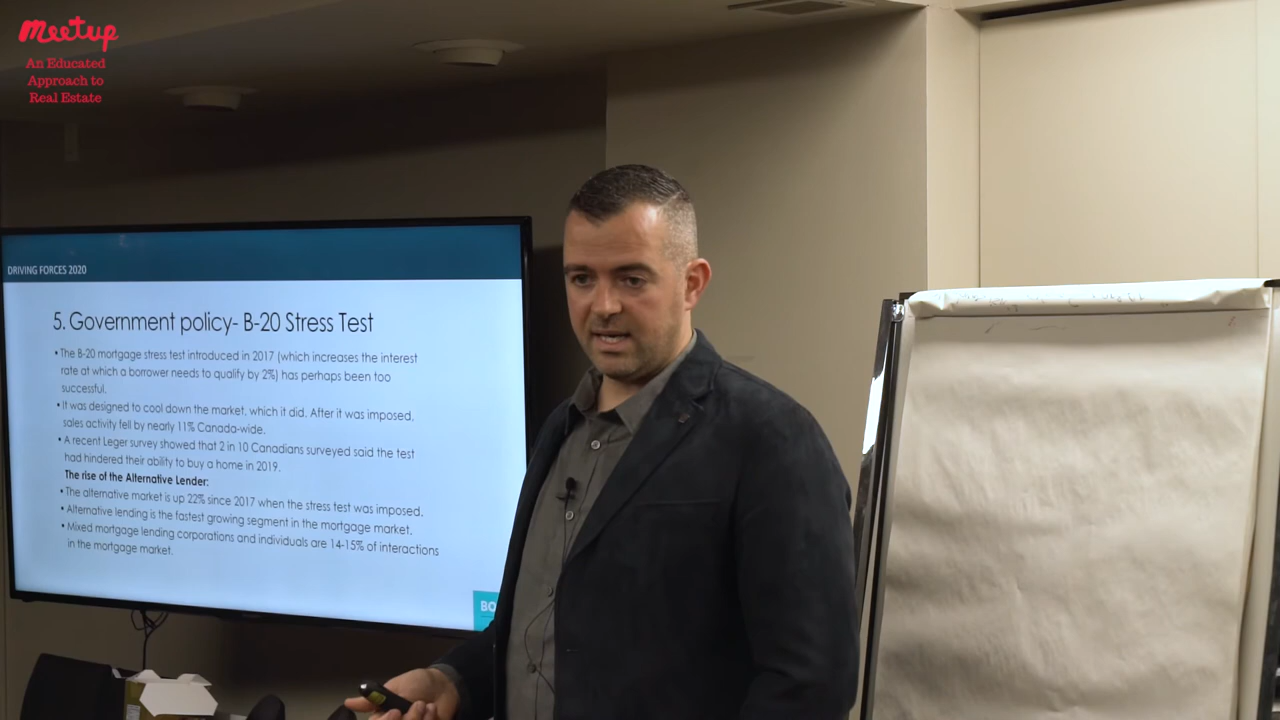 Meetup
An Educated
Approach to
Real Estate
DRIVING FORCES 2020
5. Government policy- B-20 Stress Test
• The B-20 mortgage stress test introduced in 2017 (which increases the interest
rate at which a borrower needs to qualify by 2%) has perhaps been too
successful.
• It was designed to cool down the market, which it did. After it was imposed,
sales activity fell by nearly 11% Canada-wide.
• A recent Leger survey showed that 2 in 10 Canadians surveyed said the test
had hindered their ability to buy a home in 2019.
The rise of the Alternative Lender:
• The alternative market is up 22% since 2017 when the stress test was imposed.
• Alternative lending is the fastest growing segment in the mortgage market.
• Mixed mortgage lending corporations and individuals are 14-15% of interactions
in the mortgage market.
BO